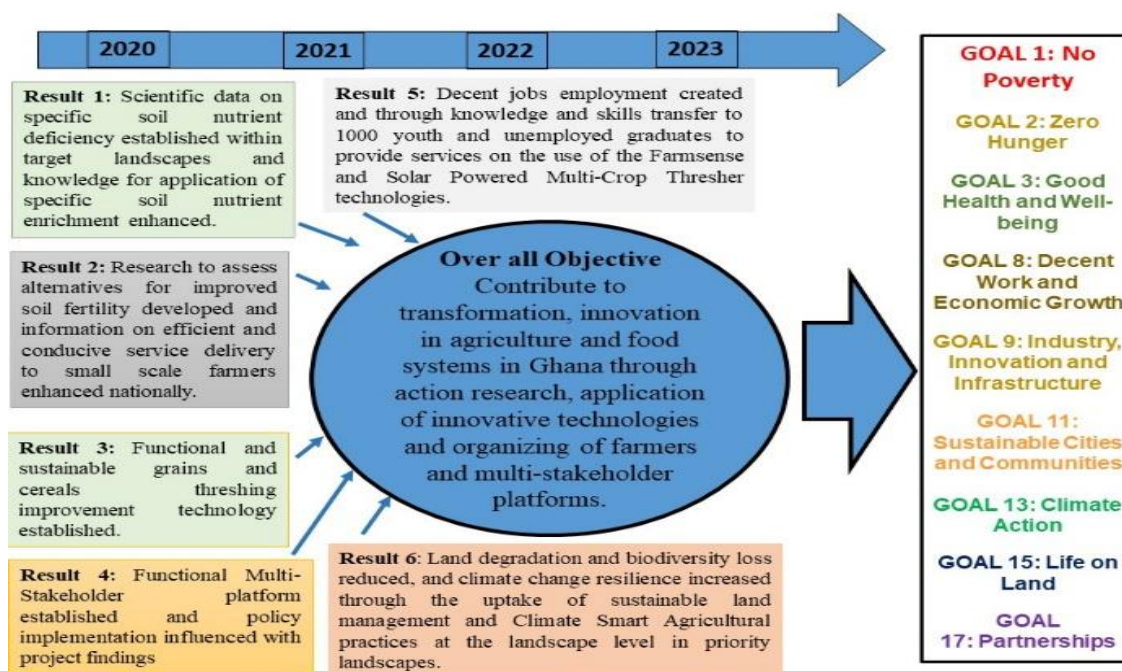 2020
2021
2022
2023
Result 1: Scientific data on
specific soil nutrient
deficiency established within
target landscapes and
knowledge for application of
specific soil nutrient
enrichment enhanced.
Result 5: Decent jobs employment created
and through knowledge and skills transfer to
1000 youth and unemployed graduates to
provide services on the use of the Farmsense
and Solar Powered Multi-Crop Thresher
technologies.
Result 2: Research to assess
alternatives for improved
soil fertility developed and
information on efficient and
conducive service delivery
to small scale farmers
enhanced nationally.
Over all Objective
Contribute to
transformation, innovation
in agriculture and food
systems in Ghana through
action research, application
of innovative technologies
and organizing of farmers
and multi-stakeholder
platforms.
Result 3: Functional and
sustainable grains and
cereals threshing
improvement technology
established.
Result 4: Functional Multi-
Stakeholder platform
established and policy
implementation influenced with
project findings
Result 6: Land degradation and biodiversity loss
reduced, and climate change resilience increased
through the uptake of sustainable land
management and Climate Smart Agricultural
practices at the landscape level in priority
landscapes.
GOAL 1: No
Poverty
GOAL 2: Zero
Hunger
GOAL 3: Good
Health and Well-
being
GOAL 8: Decent
Work and
Economic Growth
GOAL 9: Industry,
Innovation and
Infrastructure
GOAL 11:
Sustainable Cities
and Communities
GOAL 13: Climate
Action
GOAL 15: Life on
Land
GOAL
17: Partnerships